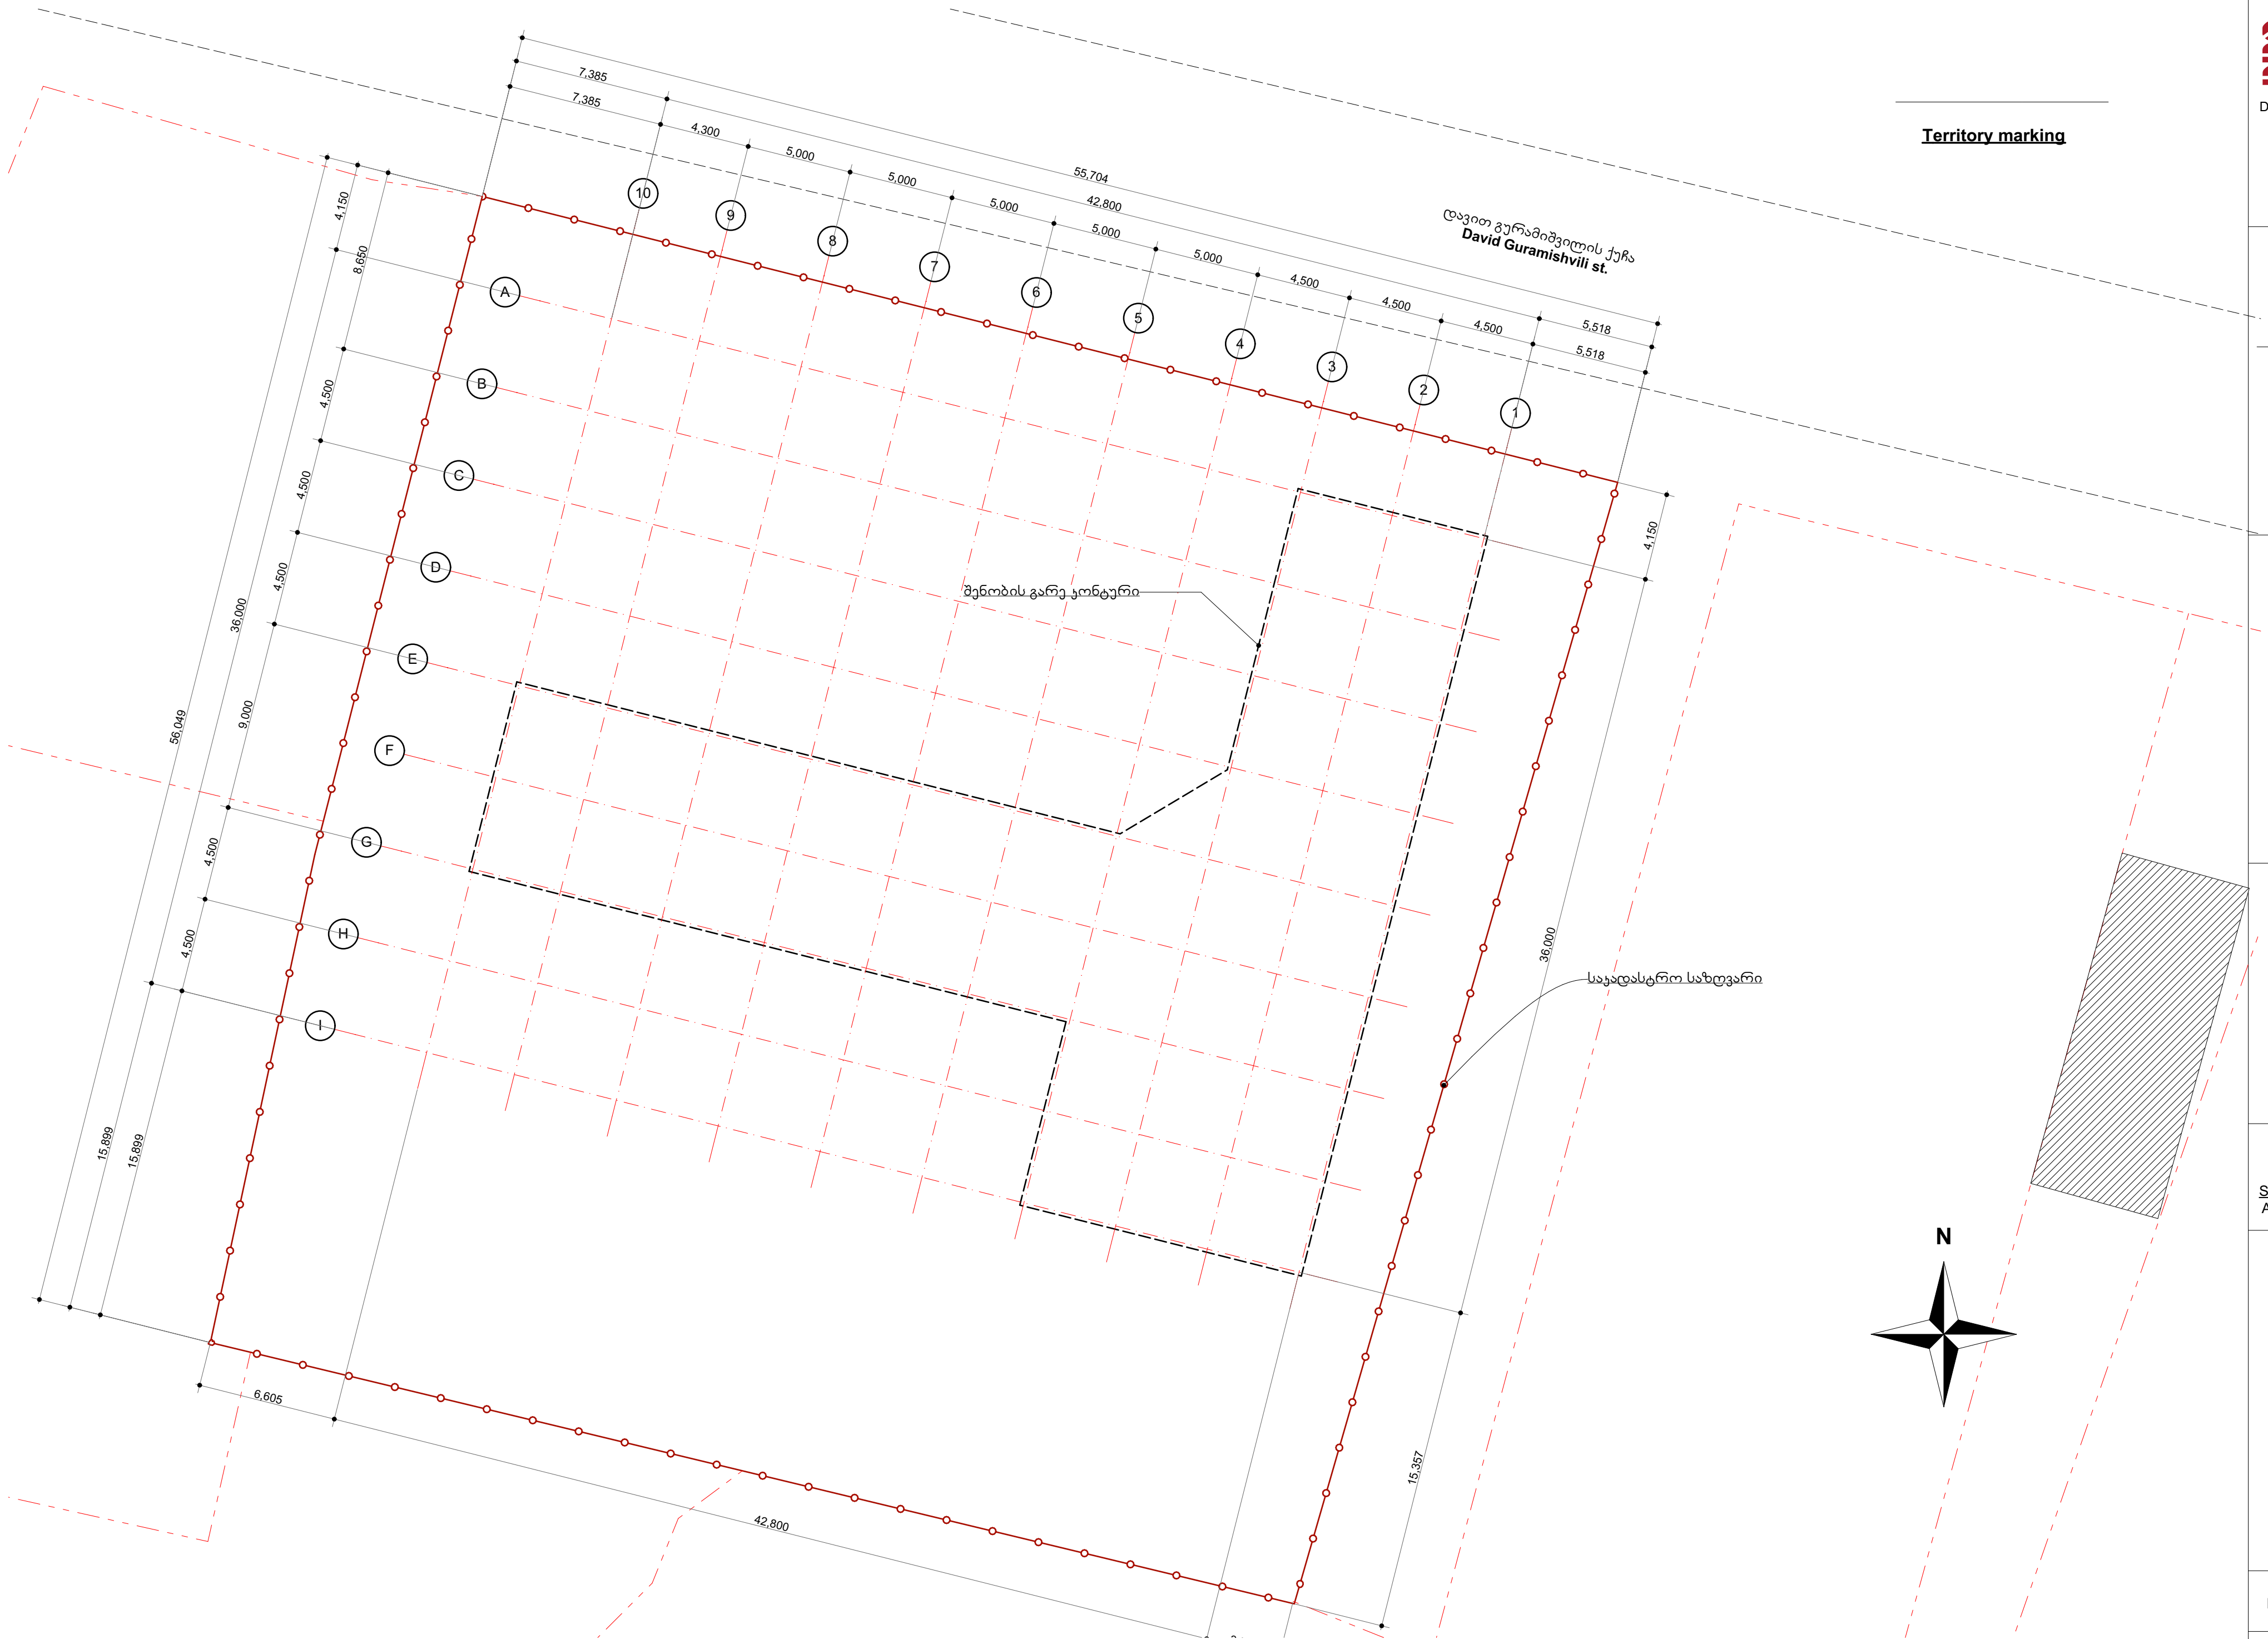 Territory marking
7,385
7,385
4,300
5,000
5,000
5,000
5,000
5,000
4,500
4,500
4,500
55,704
42,800
5,518
5,518
დავით გურამიშვილის ქუჩა
David Guramishvili st.
10
9
8
7
6
5
4
3
2
1
4,150
8,650
4,500
4,500
4,500
9,000
4,500
4,500
36,000
56,049
15,899
15,899
A
B
C
D
E
F
G
H
I
შენობის გარე კონტური
4,150
36,000
საკადასტრო საზღვარი
15,357
6,605
42,800
N